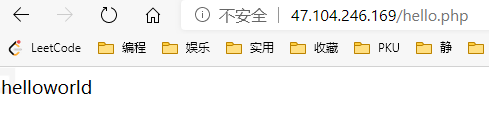 不安全 47.104.246.169/hello.php
LeetCode 编程 娱乐 实用 收藏 PKU 静
helloworld